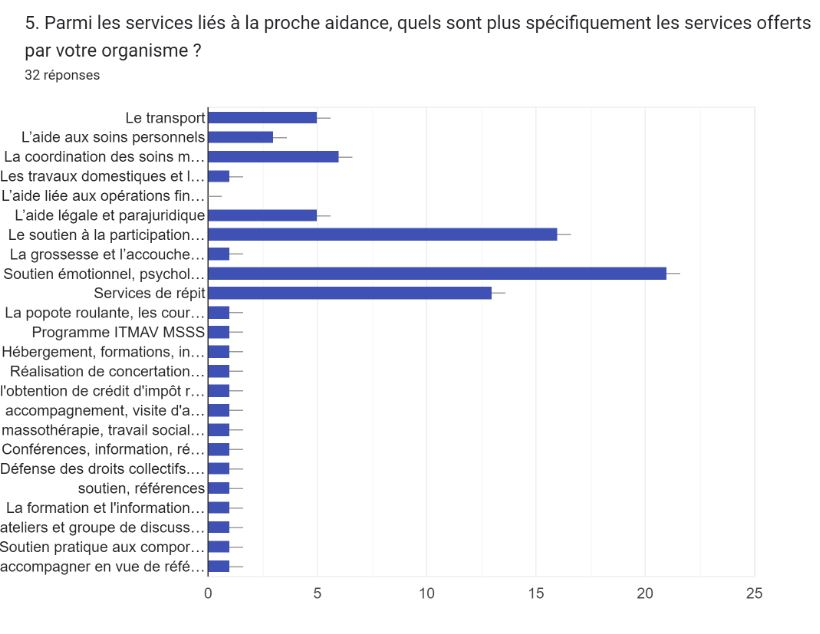 5. Parmi les services liés à la proche aidance, quels sont plus spécifiquement les services offerts
par votre organisme ?
32 réponses
Le transport
L'aide aux soins personnels
La coordination des soins m…
Les travaux domestiques et l…
L'aide liée aux opérations fin…
L'aide légale et parajuridique
Le soutien à la participation…
La grossesse et l'accouche…
Soutien émotionnel, psychol…
Services de répit
La popote roulante, les cour…
Programme ITMAV MSSS
Hébergement, formations, in…
Réalisation de concertation…
l'obtention de crédit d'impôt r…
accompagnement, visite d'a…
massothérapie, travail social…
Conférences, information, ré…
Défense des droits collectifs.…
soutien, références
La formation et l'information…
ateliers et groupe de discuss…
Soutien pratique aux compor…
accompagner en vue de réfé…
0 5 10 15 20 25